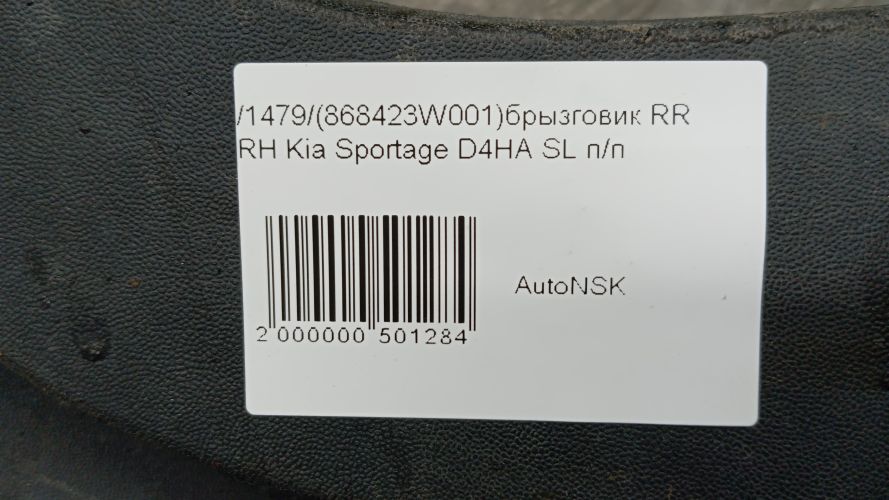 /1479/(868423W001)брызговик RR
RH Kia Sportage D4HA SL п/п
AutoNSK
2 000000 501284